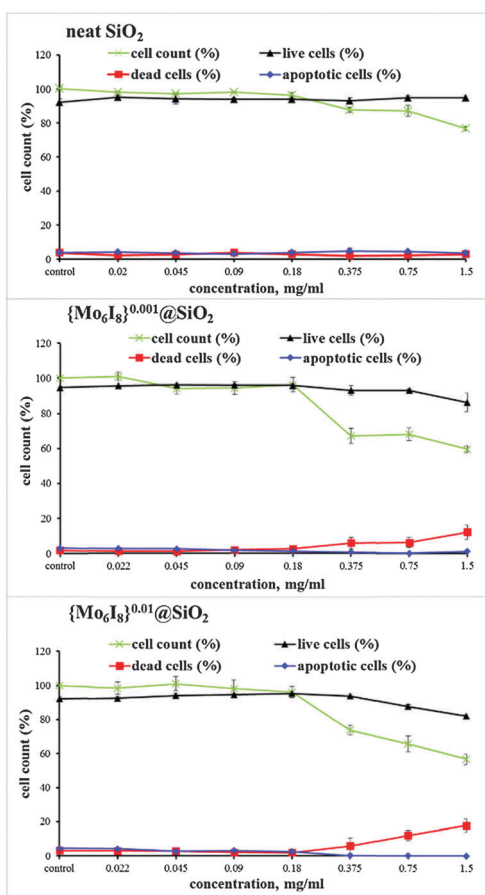 neat SiO₂
cell count (%) live cells (%)
dead cells (%) apoptotic cells (%)
cell count (%)
120
100
80
60
40
20
0
control 0.02 0.045 0.09 0.18 0.375 0.75 1.5
concentration, mg/ml
{Mo₆I₈}⁰·⁰⁰¹@SiO₂
cell count (%) live cells (%)
dead cells (%) apoptotic cells (%)
cell count (%)
120
100
80
60
40
20
0
control 0.022 0.045 0.09 0.18 0.375 0.75 1.5
concentration, mg/ml
{Mo₆I₈}⁰·⁰¹@SiO₂
cell count (%) live cells (%)
dead cells (%) apoptotic cells (%)
cell count (%)
120
100
80
60
40
20
0
control 0.022 0.045 0.09 0.18 0.375 0.75 1.5
concentration, mg/ml